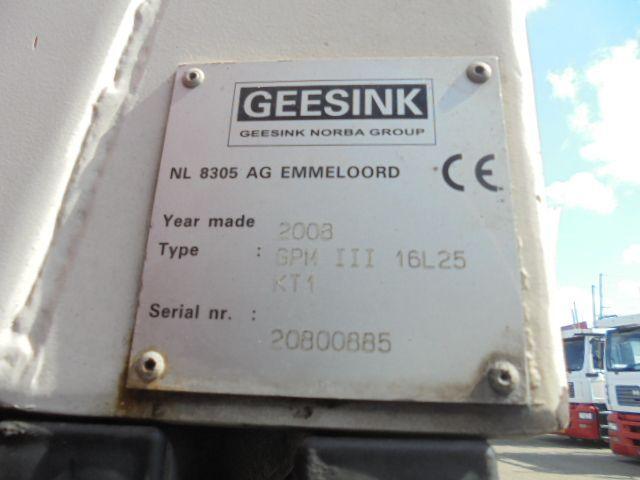 GEESINK
GEESINK NORBA GROUP
NL 8305 AG EMMELOORD CE
Year made 2008
Type : GPM III 16L25
KT1
Serial nr. :
20800885